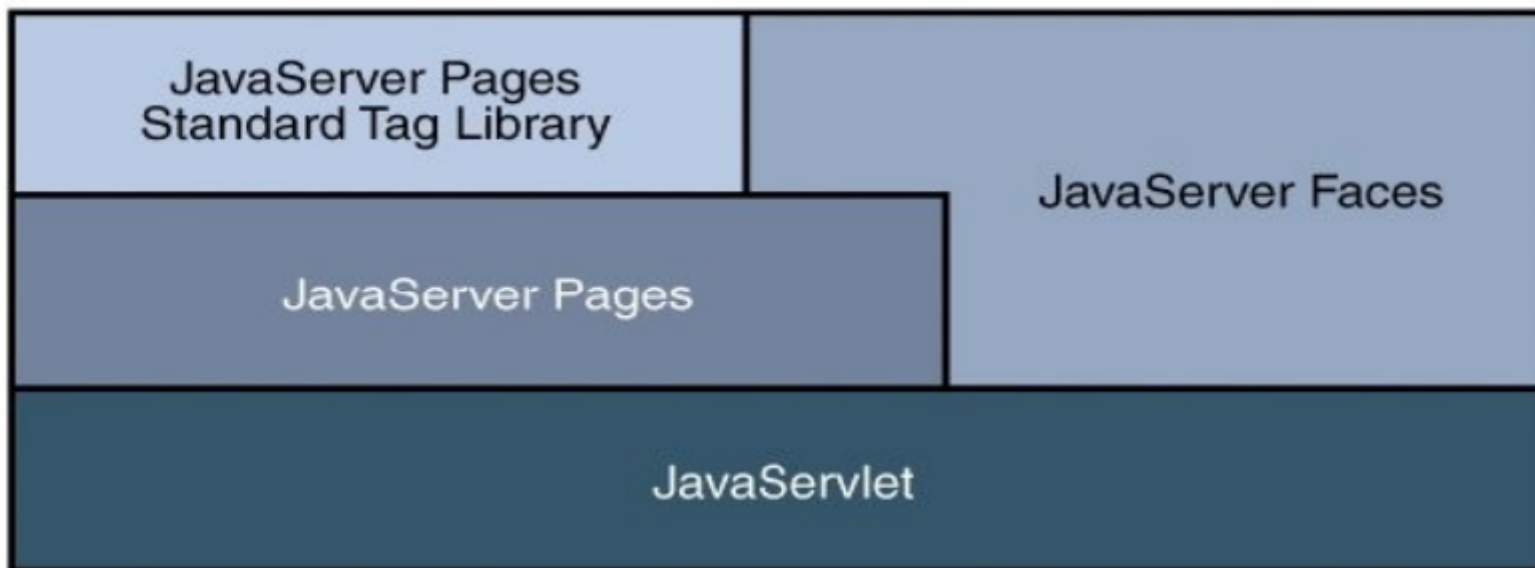 JavaServer Pages
Standard Tag Library
JavaServer Faces
JavaServer Pages
JavaServlet